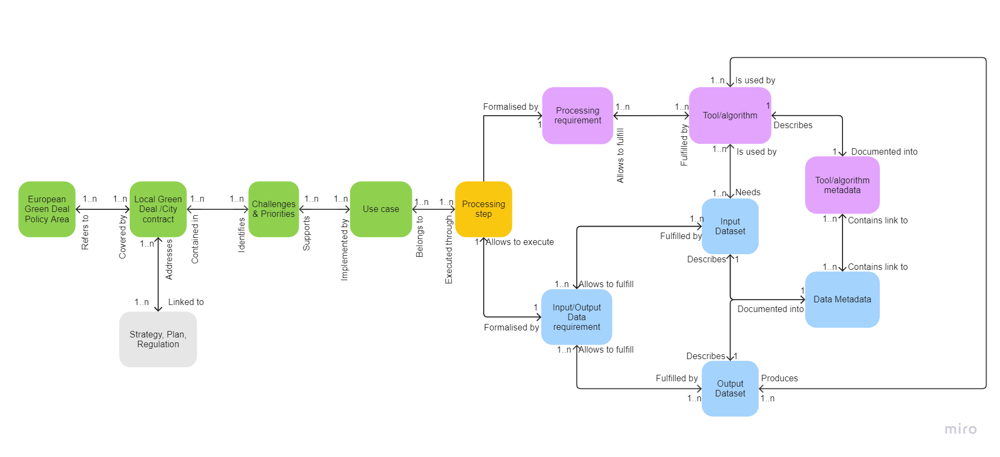 1..n
Is used by
Formalised by
1
Processing
requirement
1..n
Allows to fulfill
1..n
Fulfilled by
Tool/algorithm
1
Describes
1
Documented into
Tool/algorithm
metadata
1..n
Is used by
1..n
Needs
European
Green Deal
Policy Area
1..n
Refers to
1..n
Covered by
Local Green
Deal /City
contract
1..n
Contained in
1..n
Identifies
Challenges
& Priorities
1..n
Supports
1..n
Implemented by
Use case
1..n
Belongs to
1..n
Executed through
Processing
step
1
Allows to execute
1..n
Addresses
1..n
Linked to
Strategy, Plan,
Regulation
1..n
Fulfilled by
Input
Dataset
Describes
1
1..n
Contains link to
1..n
Contains link to
1..n
Allows to fulfill
1
Formalised by
Input/Output
Data
requirement
1
Documented into
Data Metadata
1..n
Allows to fulfill
Describes
1
Fulfilled by
1..n
Output
Dataset
Produces
1..n
miro